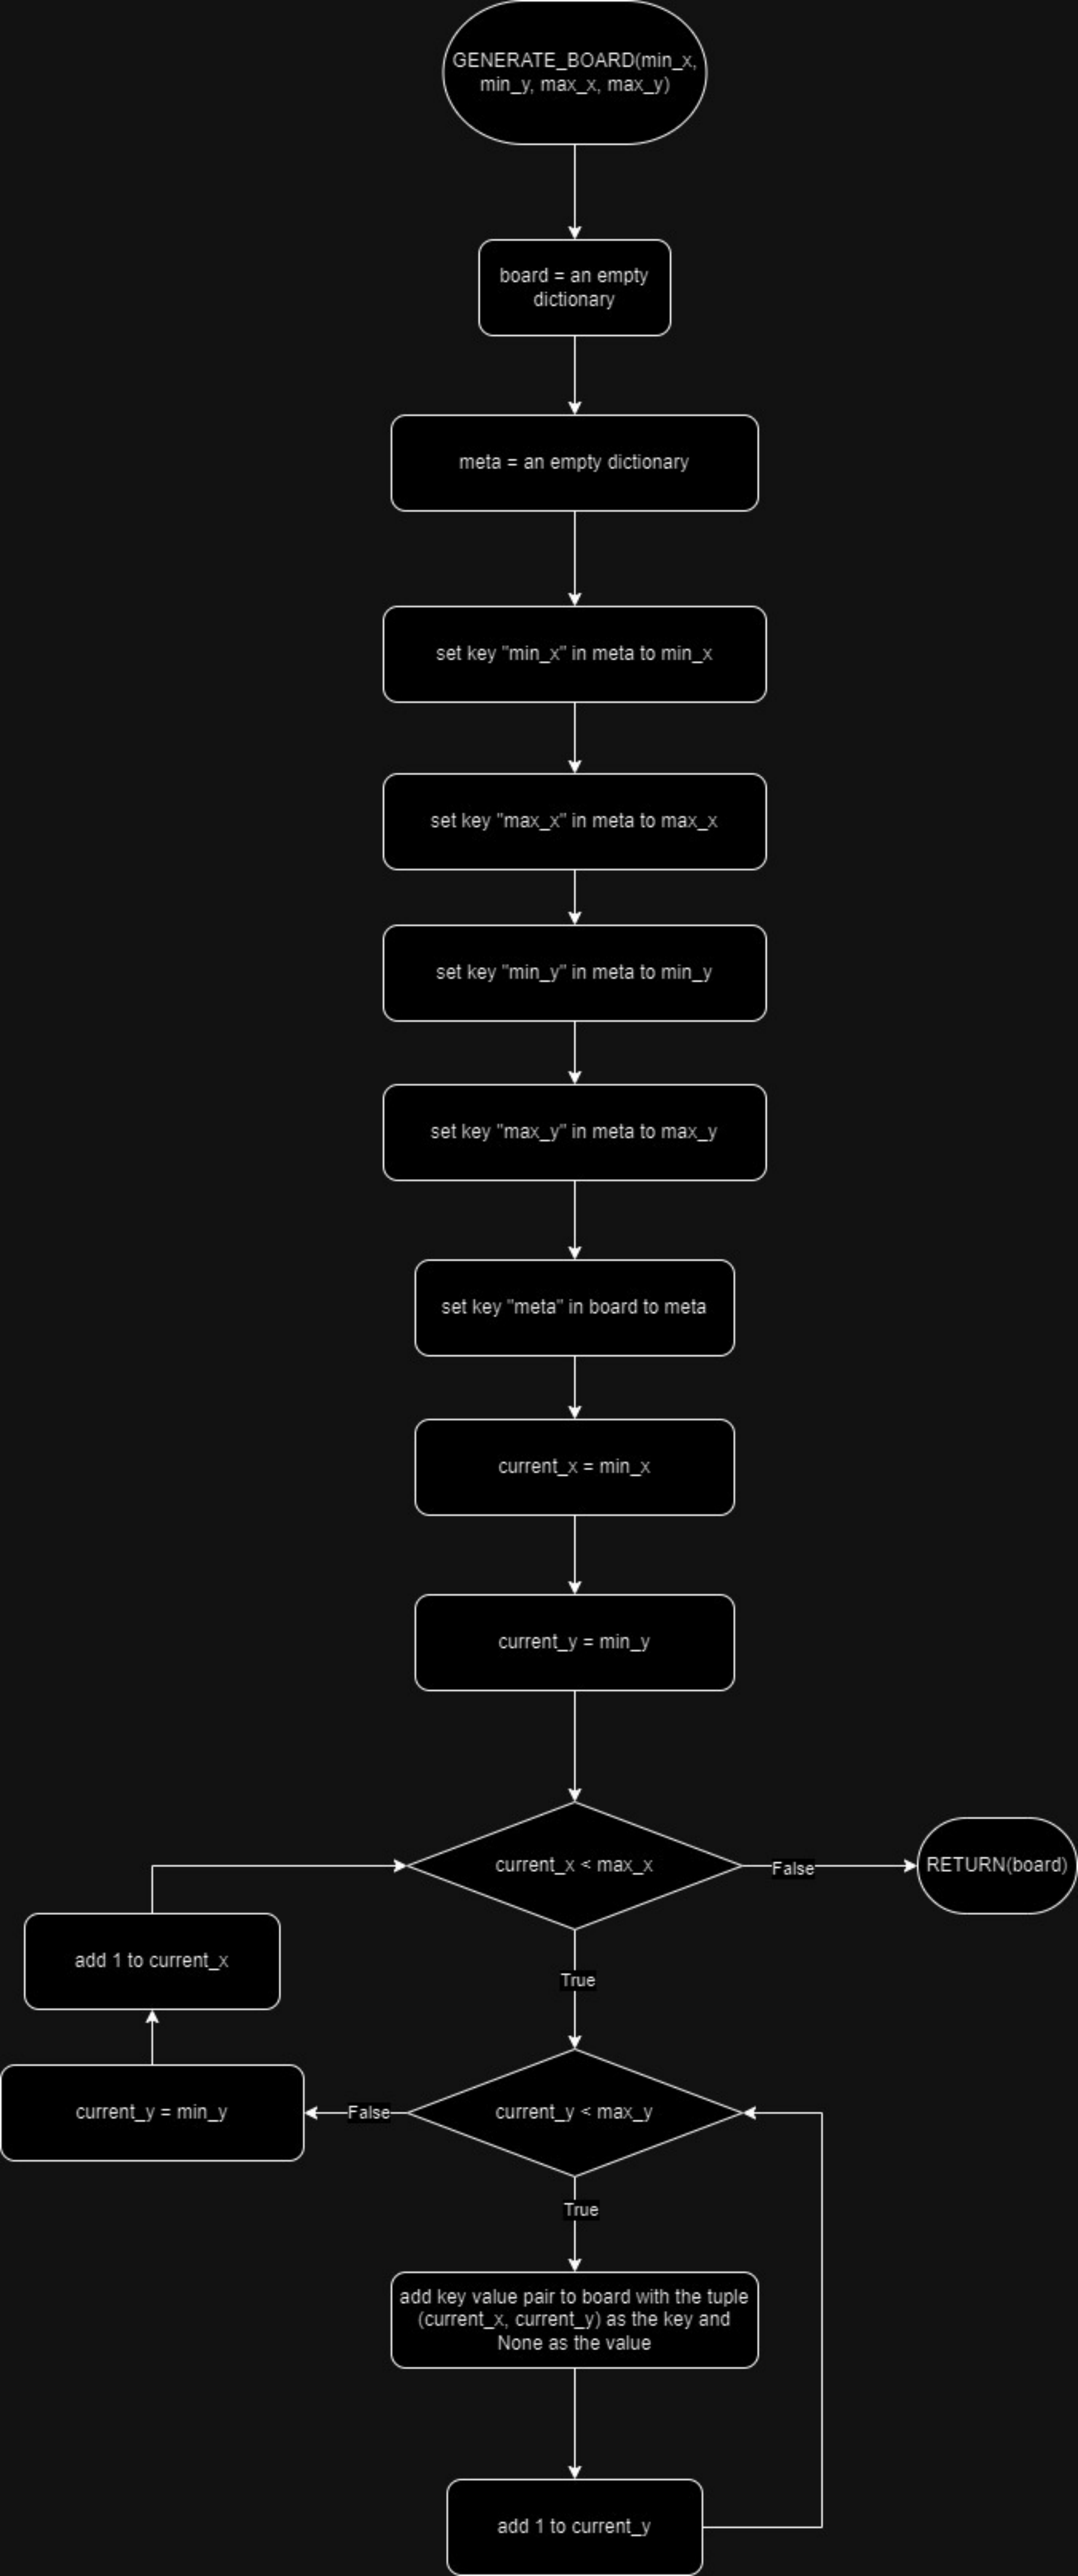 GENERATE_BOARD(min_x,
min_y, max_x, max_y)
board = an empty
dictionary
meta = an empty dictionary
set key "min_x" in meta to min_x
set key "max_x" in meta to max_x
set key "min_y" in meta to min_y
set key "max_y" in meta to max_y
set key "meta" in board to meta
current_x = min_x
current_y = min_y
current_x < max_x
False
RETURN(board)
add 1 to current_x
True
current_y = min_y
False
current_y < max_y
True
add key value pair to board with the tuple
(current_x, current_y) as the key and
None as the value
add 1 to current_y